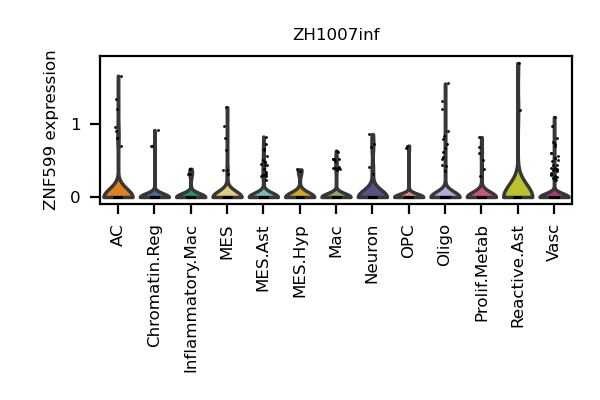 ZH1007inf
ZNF599 expression
1
0
AC
Chromatin.Reg
Inflammatory.Mac
MES
MES.Ast
MES.Hyp
Mac
Neuron
OPC
Oligo
Prolif.Metab
Reactive.Ast
Vasc